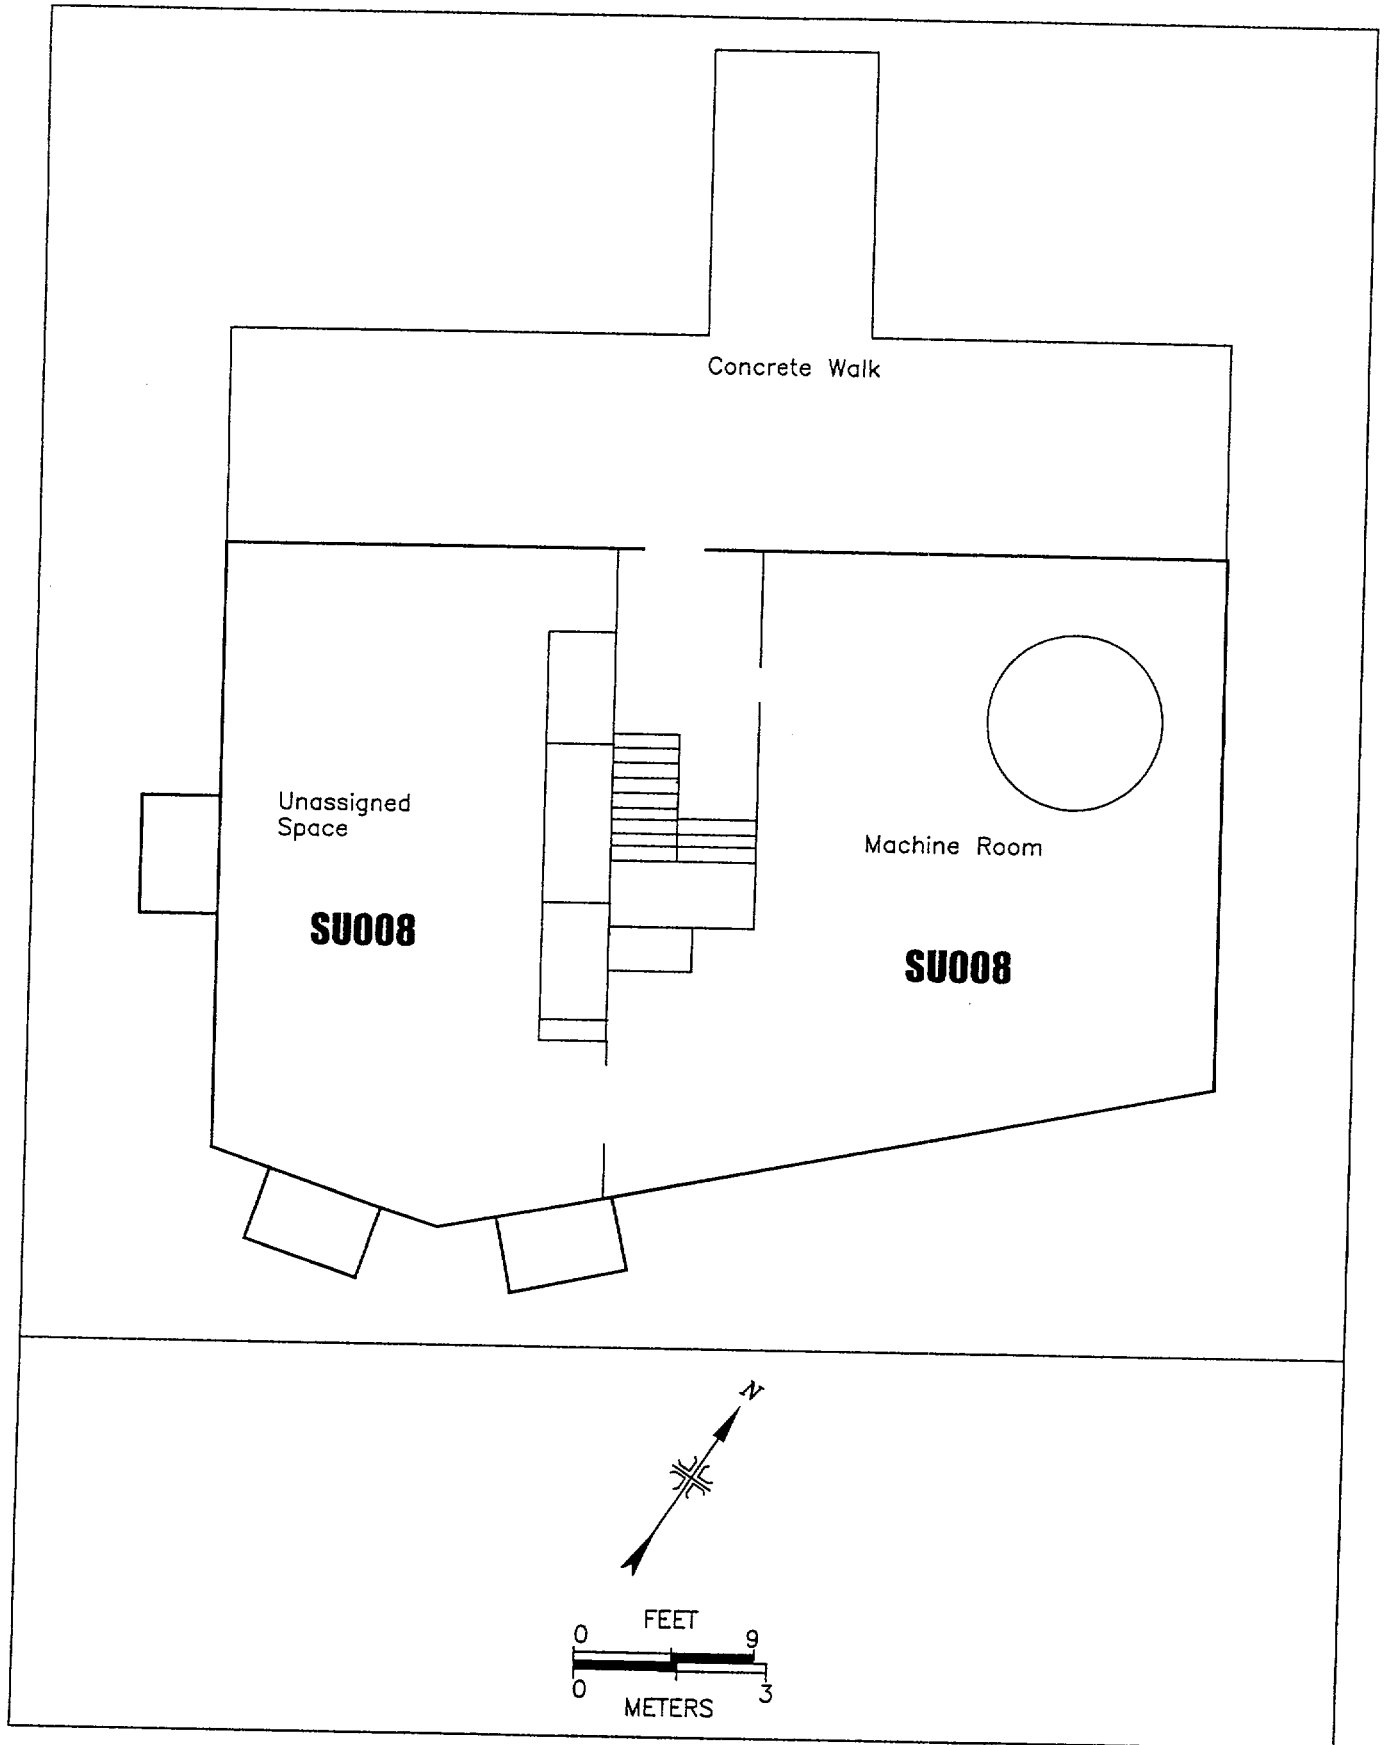 Concrete Walk
Unassigned
Space
Machine Room
SU008
SU008
N
FEET
0 9
0 3
METERS